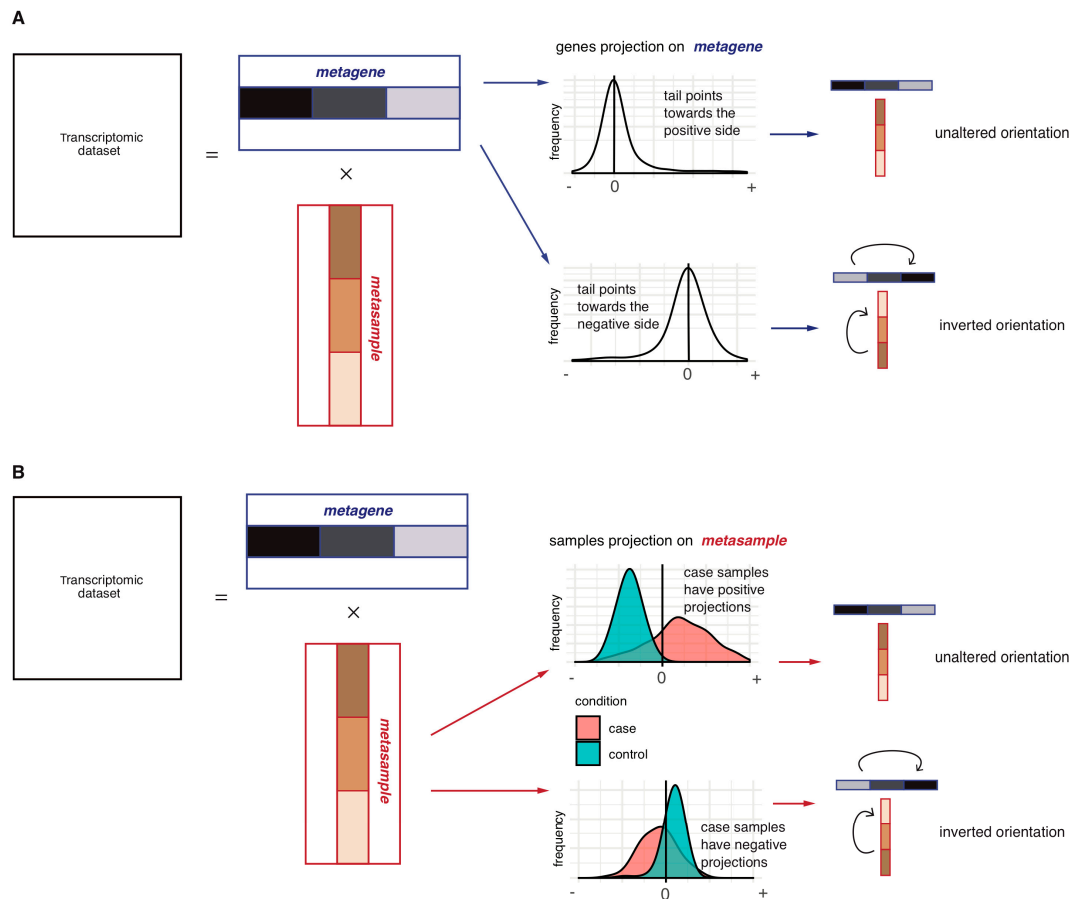 A
Transcriptomic
dataset
=
metagene
×
metasample
genes projection on metagene
frequency
tail points
towards the
positive side
- 0 +
unaltered orientation
frequency
tail points
towards the
negative side
- 0 +
inverted orientation
B
Transcriptomic
dataset
=
metagene
×
metasample
samples projection on metasample
frequency
case samples
have positive
projections
- 0 +
unaltered orientation
condition
case
control
frequency
case samples
have negative
projections
- 0 +
inverted orientation